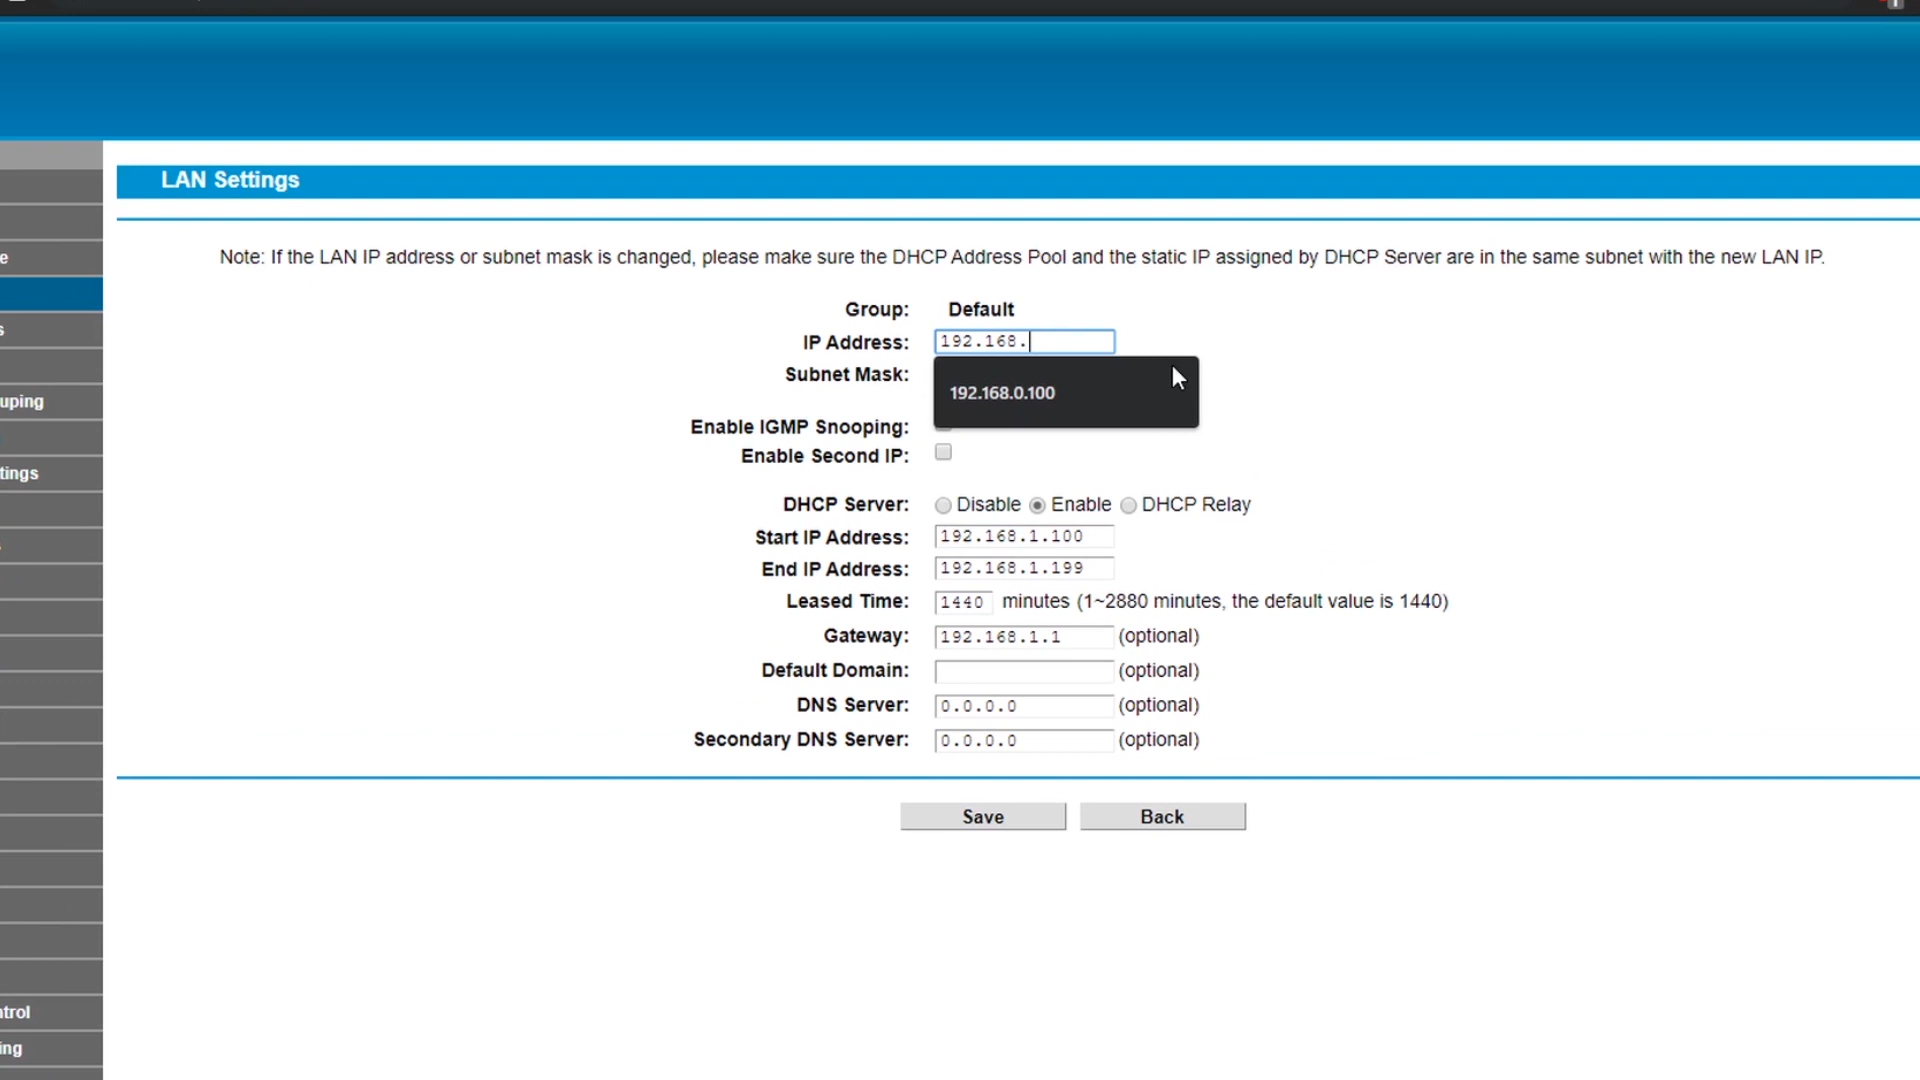 LAN Settings
Note: If the LAN IP address or subnet mask is changed, please make sure the DHCP Address Pool and the static IP assigned by DHCP Server are in the same subnet with the new LAN IP.
Group: Default
IP Address: 192.168.
Subnet Mask:
192.168.0.100
Enable IGMP Snooping:
Enable Second IP:
DHCP Server: Disable Enable DHCP Relay
Start IP Address: 192.168.1.100
End IP Address: 192.168.1.199
Leased Time: 1440 minutes (1~2880 minutes, the default value is 1440)
Gateway: 192.168.1.1 (optional)
Default Domain: (optional)
DNS Server: 0.0.0.0 (optional)
Secondary DNS Server: 0.0.0.0 (optional)
Save Back
e
s
uping
tings
ntrol
ing